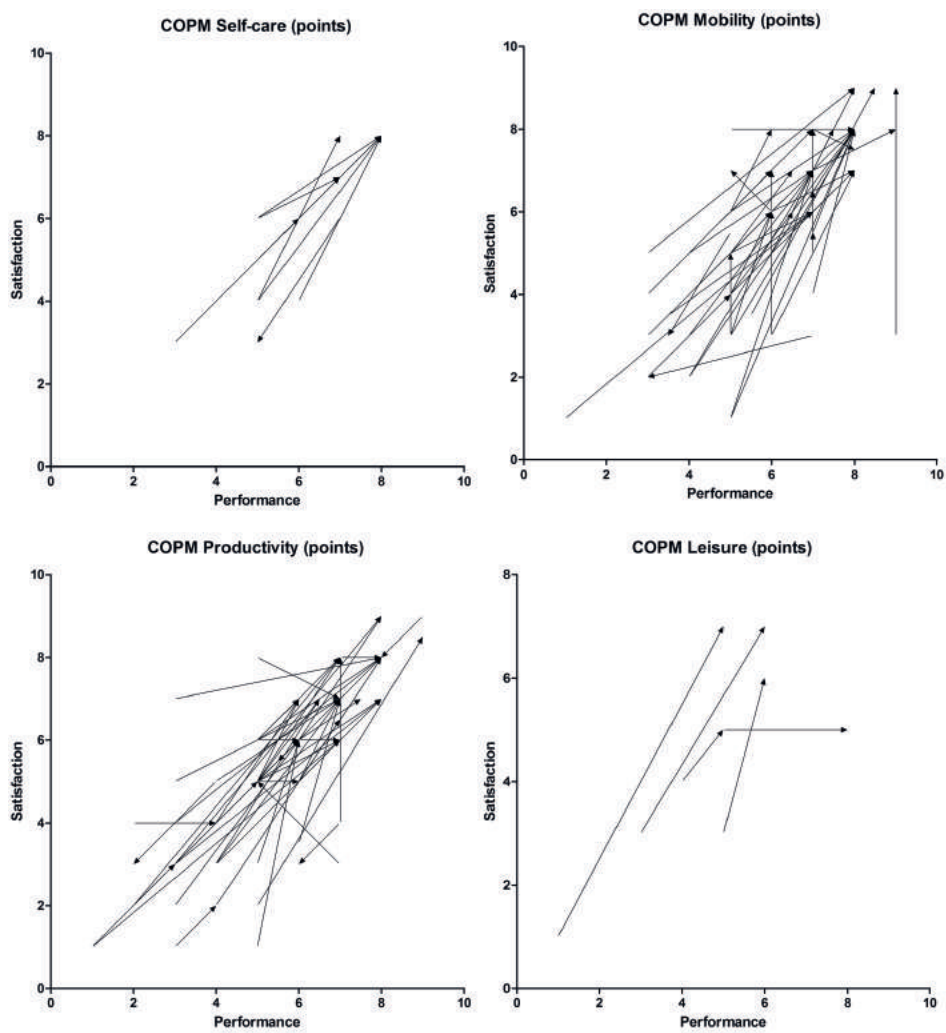 COPM Self-care (points)
10
8
6
4
2
0
Satisfaction
0 2 4 6 8 10
Performance
COPM Mobility (points)
10
8
6
4
2
0
Satisfaction
0 2 4 6 8 10
Performance
COPM Productivity (points)
10
8
6
4
2
0
Satisfaction
0 2 4 6 8 10
Performance
COPM Leisure (points)
8
6
4
2
0
Satisfaction
0 2 4 6 8 10
Performance